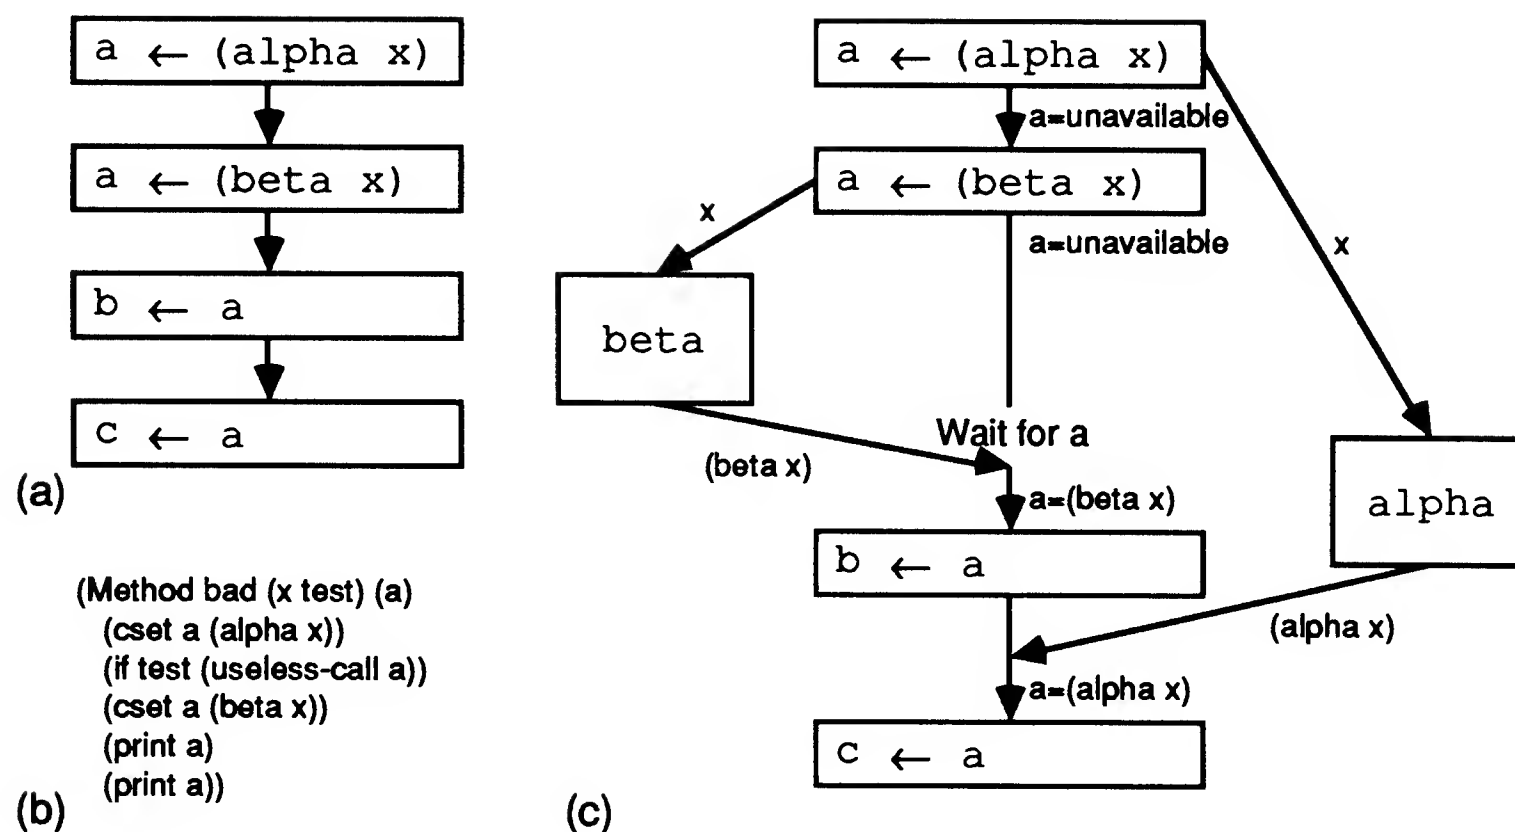 a ← (alpha x)
a ← (beta x)
b ← a
c ← a
(a)
(Method bad (x test) (a)
(cset a (alpha x))
(if test (useless-call a))
(cset a (beta x))
(print a)
(print a))
(b)
a ← (alpha x)
a=unavailable
a ← (beta x)
x
a=unavailable
x
beta
Wait for a
(beta x)
a=(beta x)
alpha
b ← a
(alpha x)
a=(alpha x)
c ← a
(c)